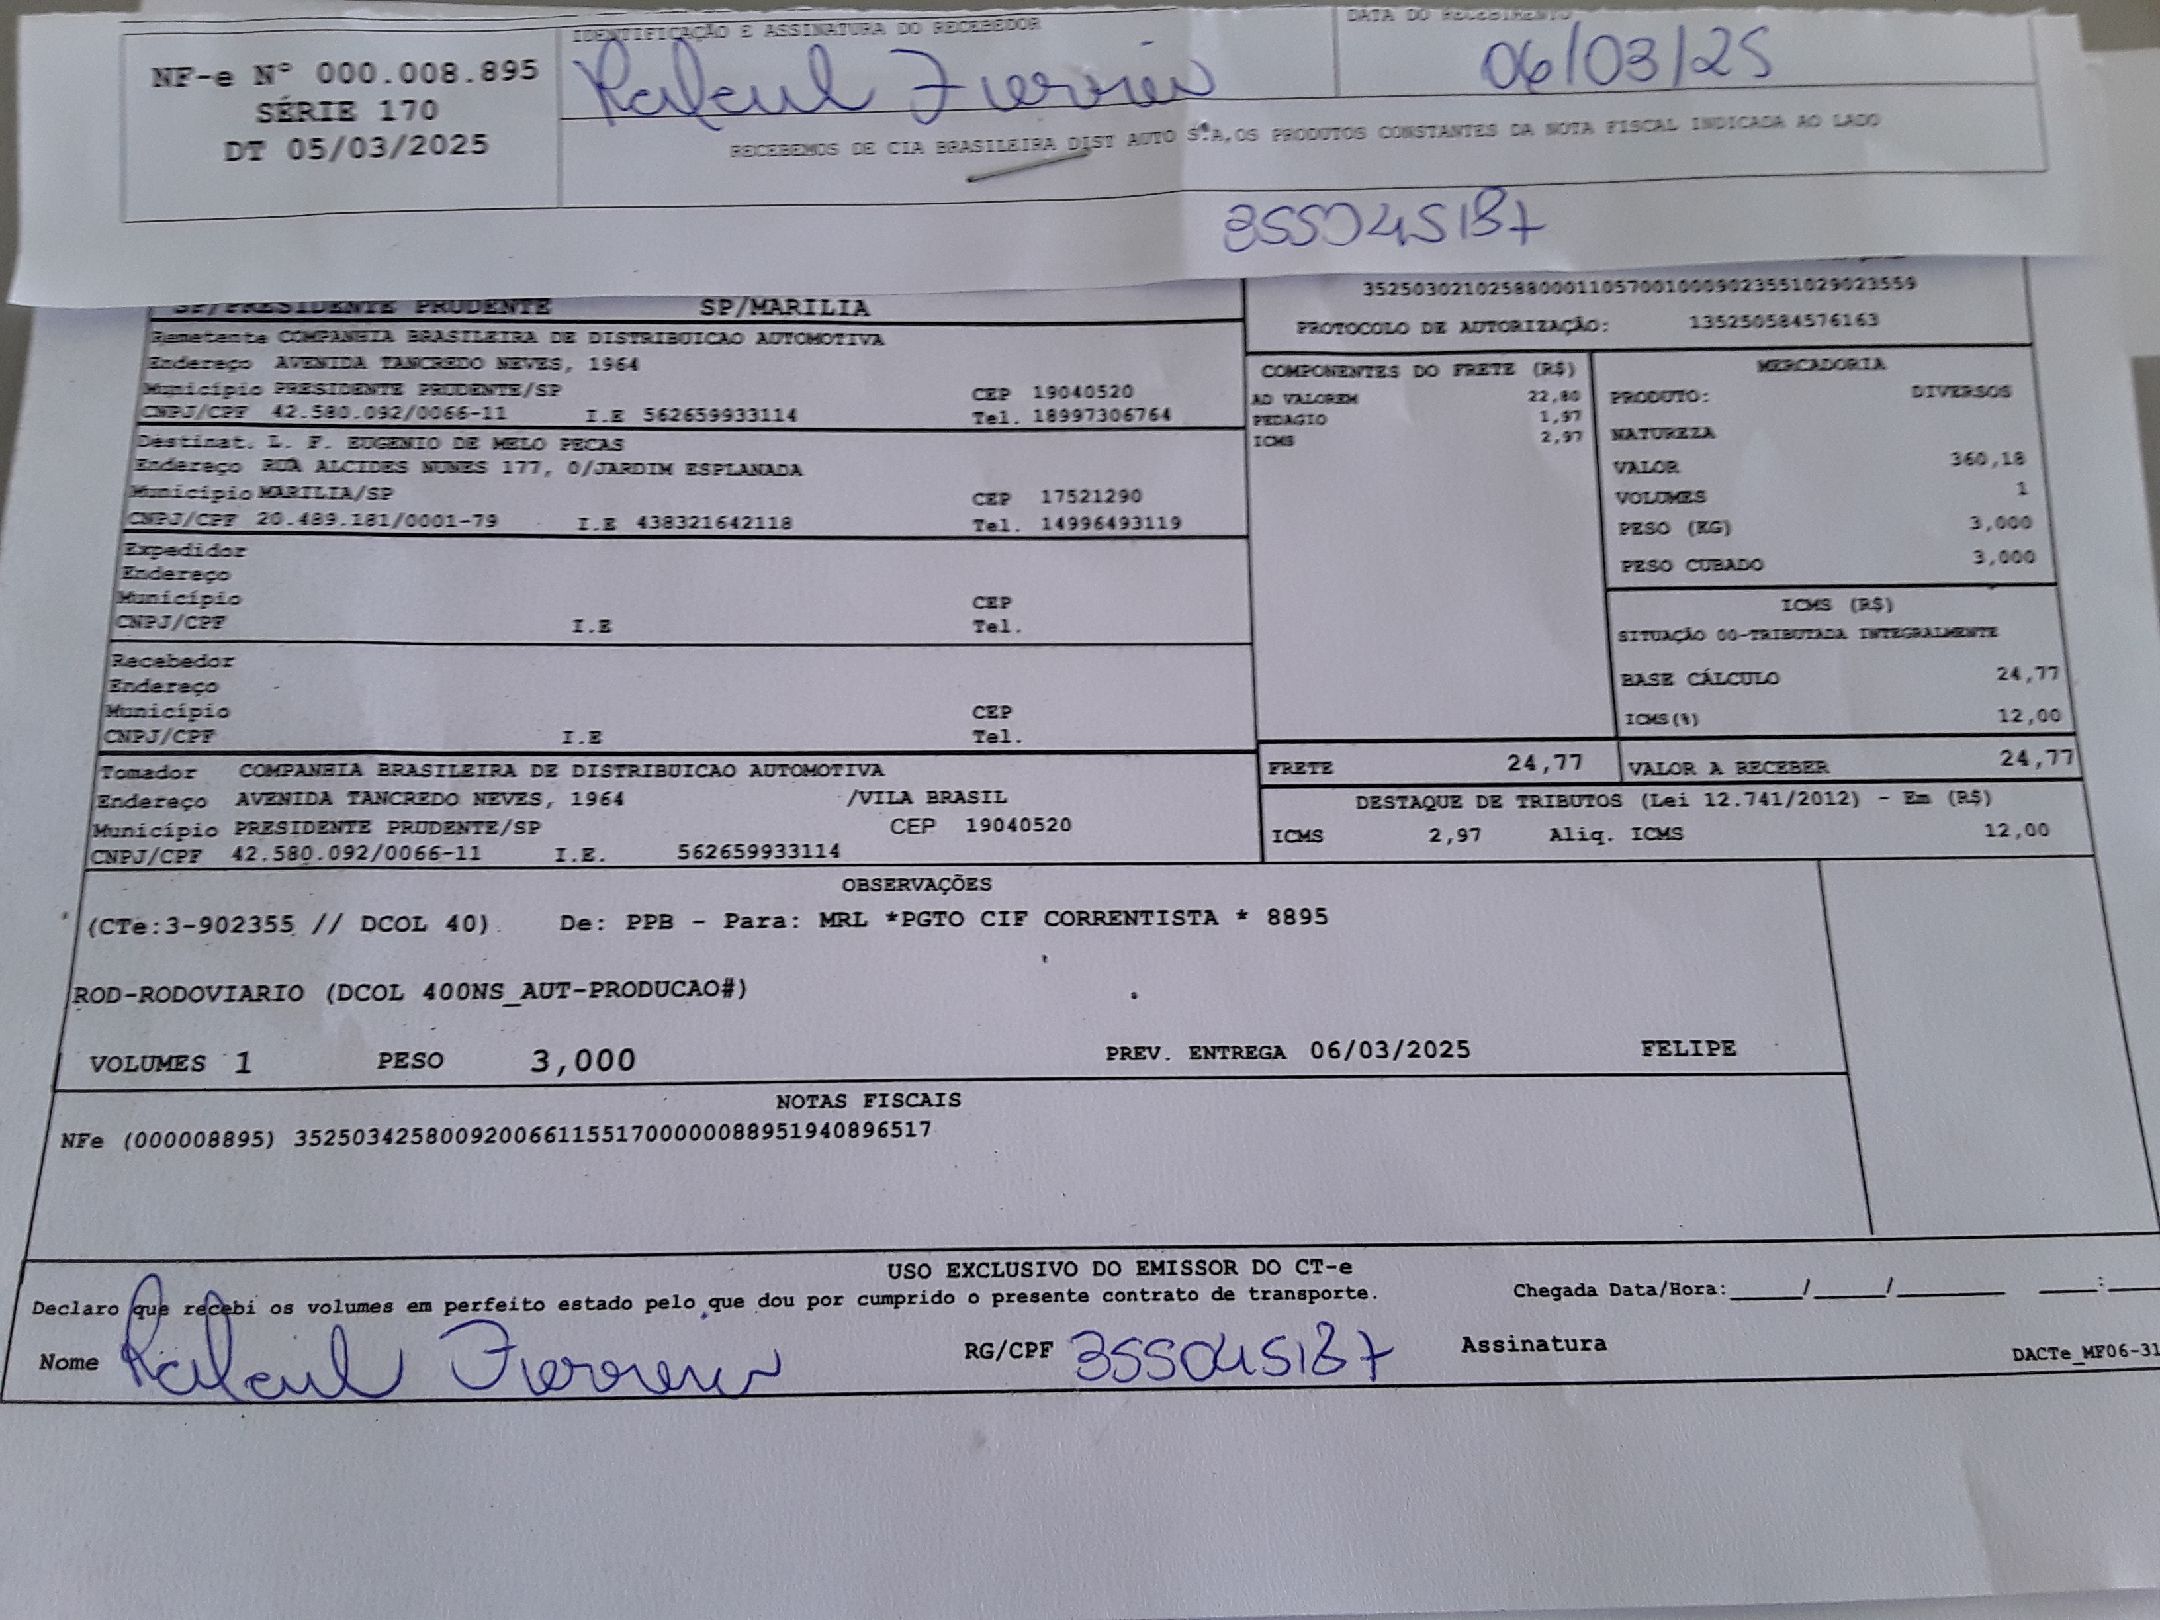 IDENTIFICAÇÃO E ASSINATURA DO RECEBEDOR
DATA DO RECEBIMENTO
NF-e N° 000.008.895
SÉRIE 170
DT 05/03/2025
06/03/25
RECEBEMOS DE CIA BRASILEIRA DIST AUTO S.A,OS PRODUTOS CONSTANTES DA NOTA FISCAL INDICADA AO LADO
355045187
SP/PRESIDENTE PRUDENTE SP/MARILIA
35250302102588000110570010009023551029023559
PROTOCOLO DE AUTORIZAÇÃO: 135250584576163
Remetente COMPANHIA BRASILEIRA DE DISTRIBUICAO AUTOMOTIVA
Endereço AVENIDA TANCREDO NEVES, 1964
Município PRESIDENTE PRUDENTE/SP CEP 19040520
CNPJ/CPF 42.580.092/0066-11 I.E 562659933114 Tel. 18997306764
Destinat. L. F. EUGENIO DE MELO PECAS
Endereço RUA ALCIDES NUNES 177, 0/JARDIM ESPLANADA
Município MARILIA/SP CEP 17521290
CNPJ/CPF 20.489.181/0001-79 I.E 438321642118 Tel. 14996493119
Expedidor
Endereço
Município CEP
CNPJ/CPF I.E Tel.
Recebedor
Endereço
Município CEP
CNPJ/CPF I.E Tel.
Tomador COMPANHIA BRASILEIRA DE DISTRIBUICAO AUTOMOTIVA
Endereço AVENIDA TANCREDO NEVES, 1964 /VILA BRASIL
Município PRESIDENTE PRUDENTE/SP CEP 19040520
CNPJ/CPF 42.580.092/0066-11 I.E. 562659933114
COMPONENTES DO FRETE (R$)
AD VALOREM 22,80
PEDAGIO 1,97
ICMS 2,97
MERCADORIA
PRODUTO: DIVERSOS
NATUREZA
VALOR 360,18
VOLUMES 1
PESO (KG) 3,000
PESO CUBADO 3,000
ICMS (R$)
SITUAÇÃO 00-TRIBUTADA INTEGRALMENTE
BASE CÁLCULO 24,77
ICMS(%) 12,00
FRETE 24,77 VALOR A RECEBER 24,77
DESTAQUE DE TRIBUTOS (Lei 12.741/2012) - Em (R$)
ICMS 2,97 Aliq. ICMS 12,00
OBSERVAÇÕES
(CTe:3-902355 // DCOL 40) De: PPB - Para: MRL *PGTO CIF CORRENTISTA * 8895
ROD-RODOVIARIO (DCOL 400NS_AUT-PRODUCAO#)
VOLUMES 1 PESO 3,000 PREV. ENTREGA 06/03/2025 FELIPE
NOTAS FISCAIS
NFe (000008895) 35250342580092006611551700000088951940896517
USO EXCLUSIVO DO EMISSOR DO CT-e
Declaro que recebi os volumes em perfeito estado pelo que dou por cumprido o presente contrato de transporte. Chegada Data/Hora:____/____/______ ___:___
Nome RG/CPF 355045187 Assinatura
DACTe_MF06-31